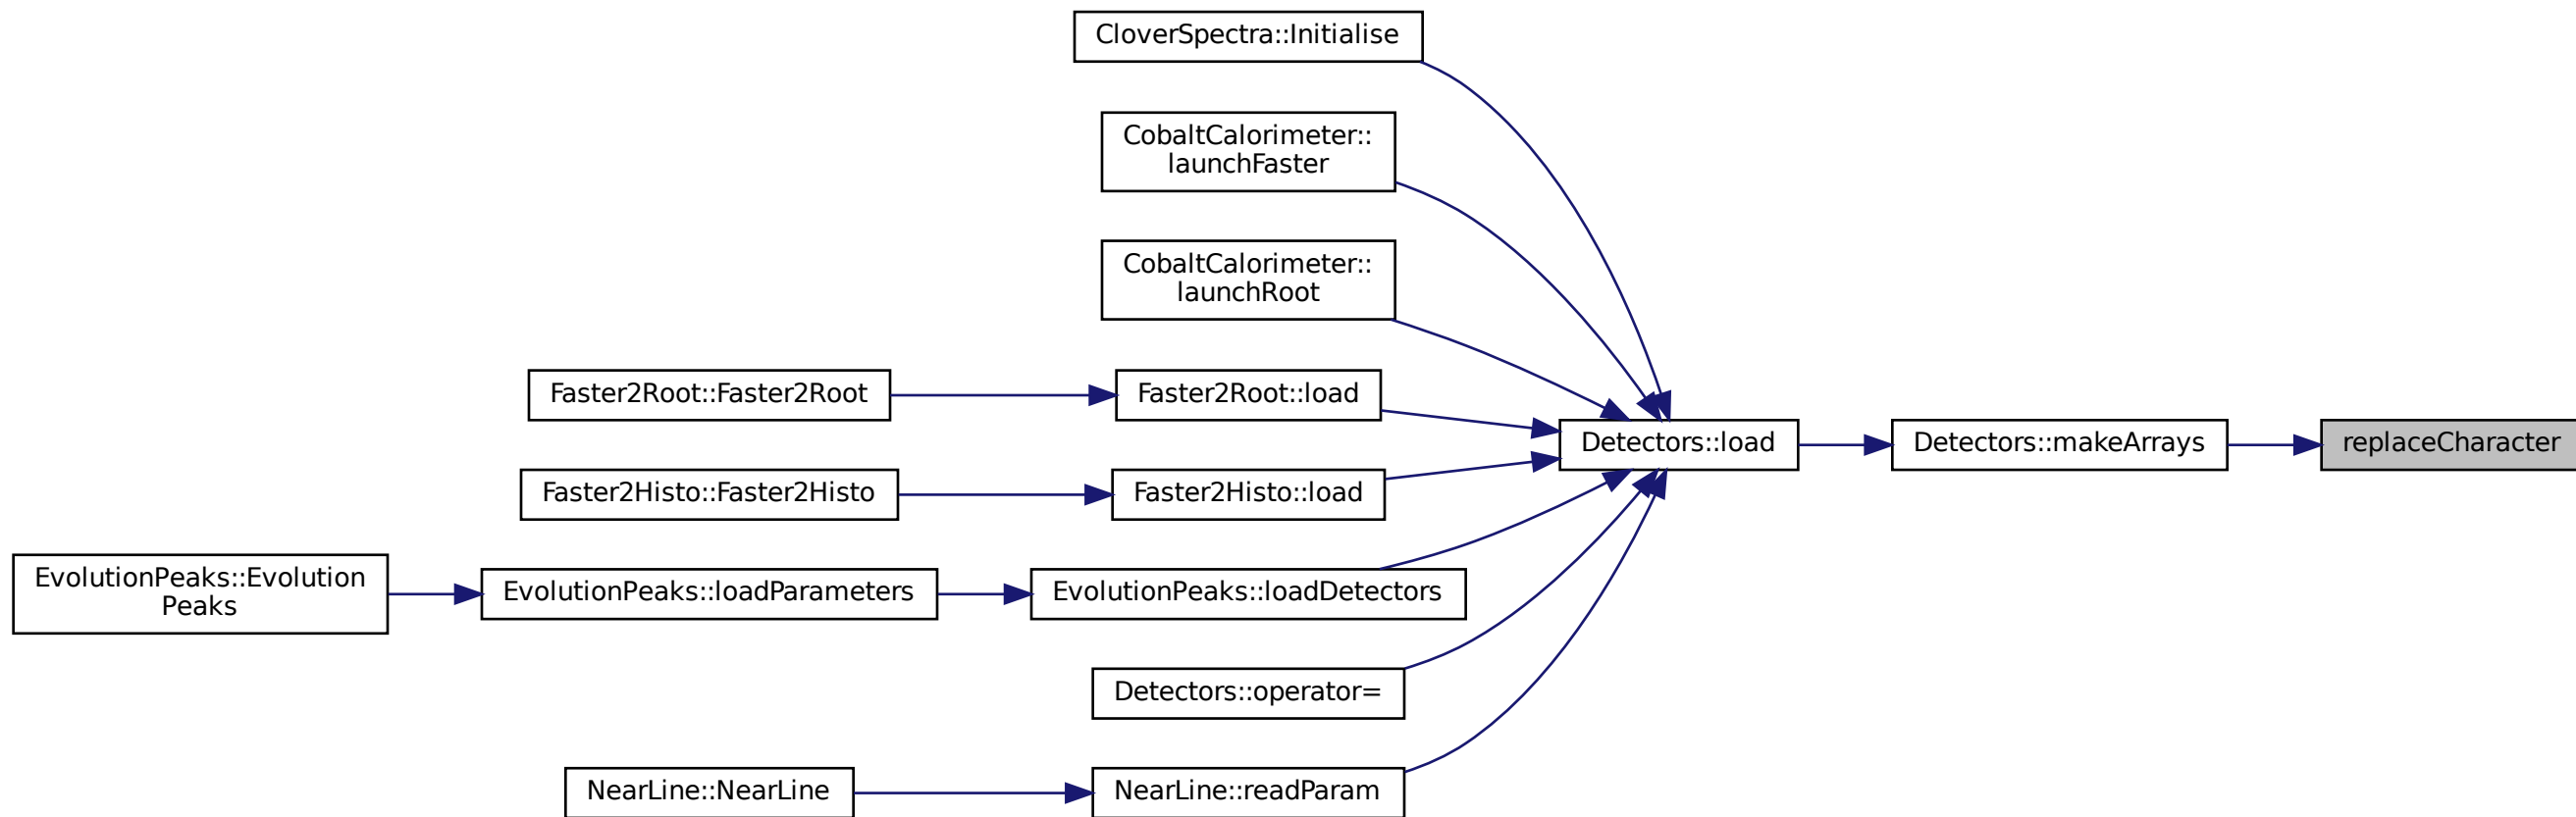 CloverSpectra::Initialise
CobaltCalorimeter::
launchFaster
CobaltCalorimeter::
launchRoot
Faster2Root::Faster2Root
Faster2Root::load
Detectors::load
Detectors::makeArrays
replaceCharacter
Faster2Histo::Faster2Histo
Faster2Histo::load
EvolutionPeaks::Evolution
Peaks
EvolutionPeaks::loadParameters
EvolutionPeaks::loadDetectors
Detectors::operator=
NearLine::NearLine
NearLine::readParam